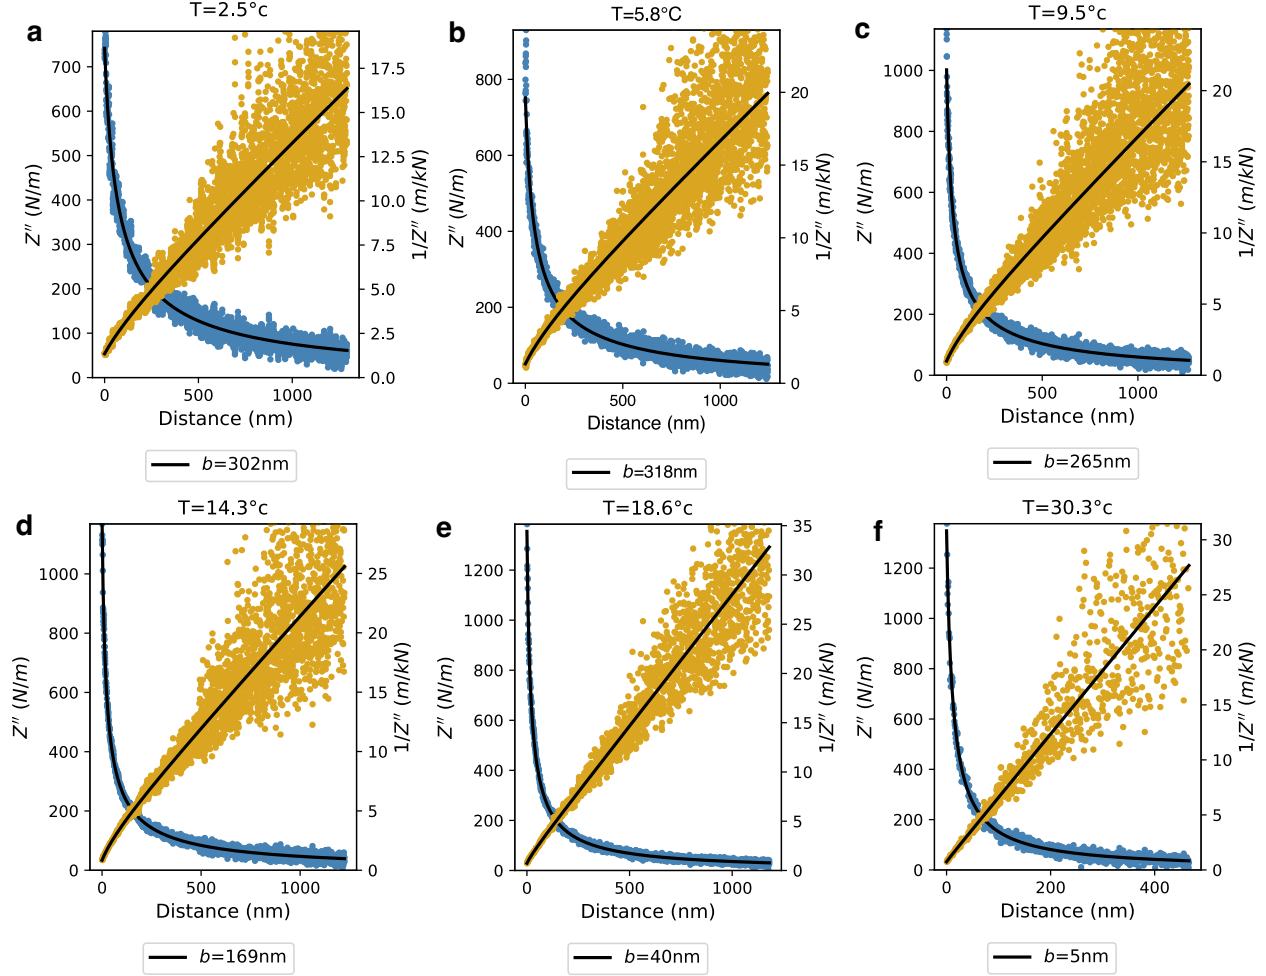 a
T=2.5°c
Z'' (N/m)
700
600
500
400
300
200
100
0
17.5
15.0
12.5
10.0
7.5
5.0
2.5
0.0
1/Z'' (m/kN)
0
500
1000
Distance (nm)
b=302nm
b
T=5.8°C
Z'' (N/m)
800
600
400
200
0
20
15
10
5
0
1/Z'' (m/kN)
0
500
1000
Distance (nm)
b=318nm
c
T=9.5°c
Z'' (N/m)
1000
800
600
400
200
0
20
15
10
5
0
1/Z'' (m/kN)
0
500
1000
Distance (nm)
b=265nm
d
T=14.3°c
Z'' (N/m)
1000
800
600
400
200
0
25
20
15
10
5
0
1/Z'' (m/kN)
0
500
1000
Distance (nm)
b=169nm
e
T=18.6°c
Z'' (N/m)
1200
1000
800
600
400
200
0
35
30
25
20
15
10
5
0
1/Z'' (m/kN)
0
500
1000
Distance (nm)
b=40nm
f
T=30.3°c
Z'' (N/m)
1200
1000
800
600
400
200
0
30
25
20
15
10
5
0
1/Z'' (m/kN)
0
200
400
Distance (nm)
b=5nm